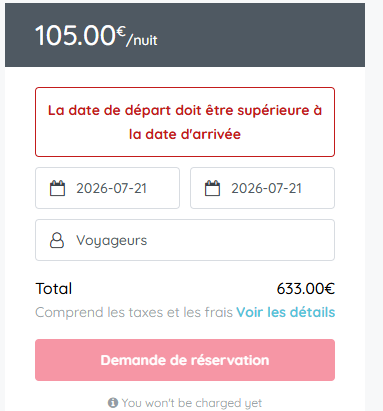 105.00€/nuit
La date de départ doit être supérieure à
la date d'arrivée
2026-07-21 2026-07-21
Voyageurs
Total 633.00€
Comprend les taxes et les frais Voir les détails
Demande de réservation
You won't be charged yet